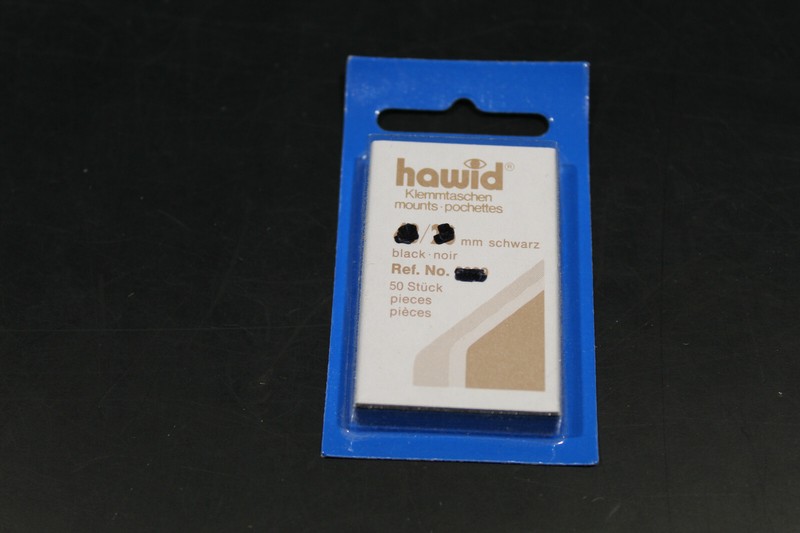 hawid®
Klemmtaschen
mounts·pochettes
/ mm schwarz
black·noir
Ref. No.
50 Stück
pieces
pièces